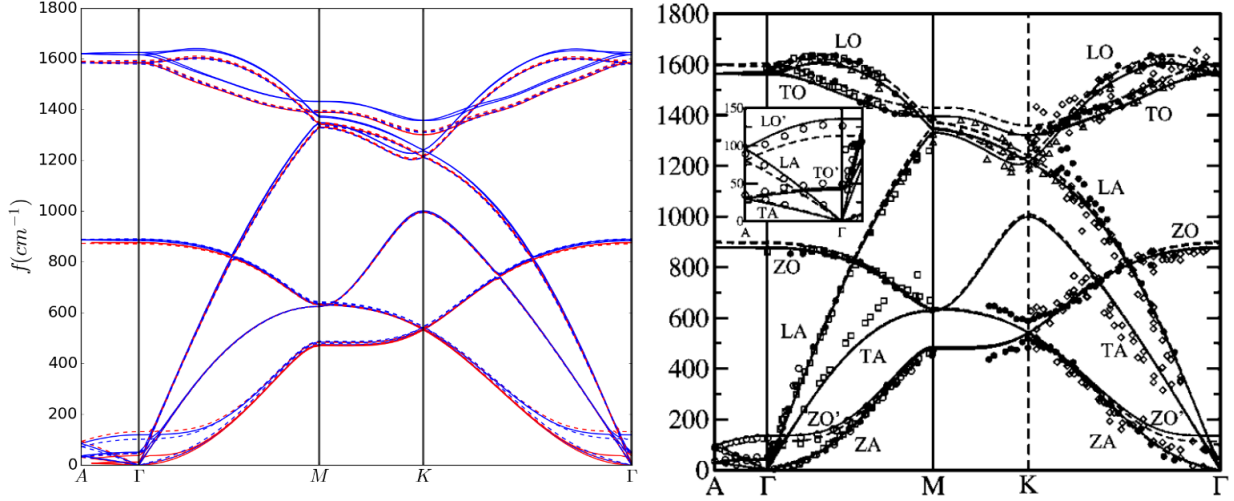 1800
1600
1400
1200
1000
800
600
400
200
0
f(cm⁻¹)
A Γ M K Γ
1800
1600
1400
1200
1000
800
600
400
200
0
A Γ M K Γ
LO
TO
LO
TO
150
100
50
0
LO'
LA
TO'
TA
A Γ
LA
ZO
ZO
LA
TA
TA
ZO'
ZA
ZO'
ZA